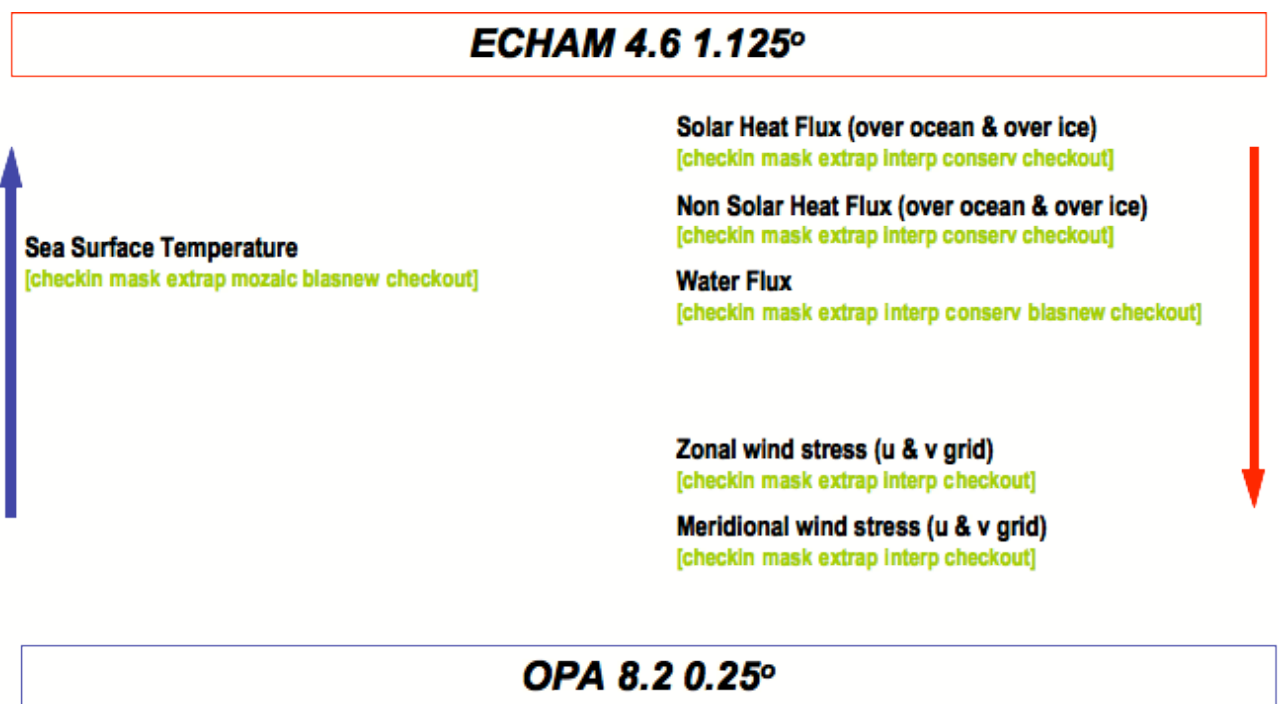 ECHAM 4.6 1.125º
Solar Heat Flux (over ocean & over ice)
[checkin mask extrap interp conserv checkout]
Non Solar Heat Flux (over ocean & over ice)
[checkin mask extrap interp conserv checkout]
Sea Surface Temperature
[checkin mask extrap mozaic blasnew checkout]
Water Flux
[checkin mask extrap interp conserv blasnew checkout]
Zonal wind stress (u & v grid)
[checkin mask extrap interp checkout]
Meridional wind stress (u & v grid)
[checkin mask extrap interp checkout]
OPA 8.2 0.25º